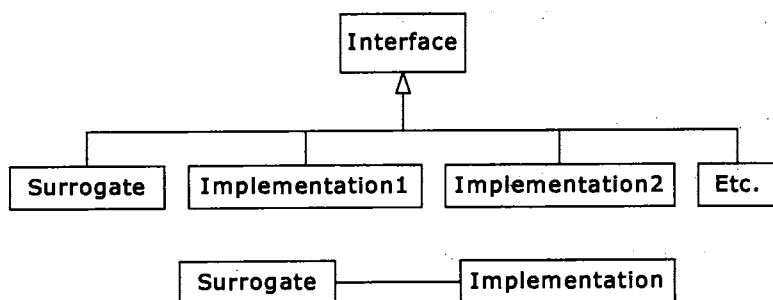 Interface
Surrogate Implementation1 Implementation2 Etc.
Surrogate Implementation